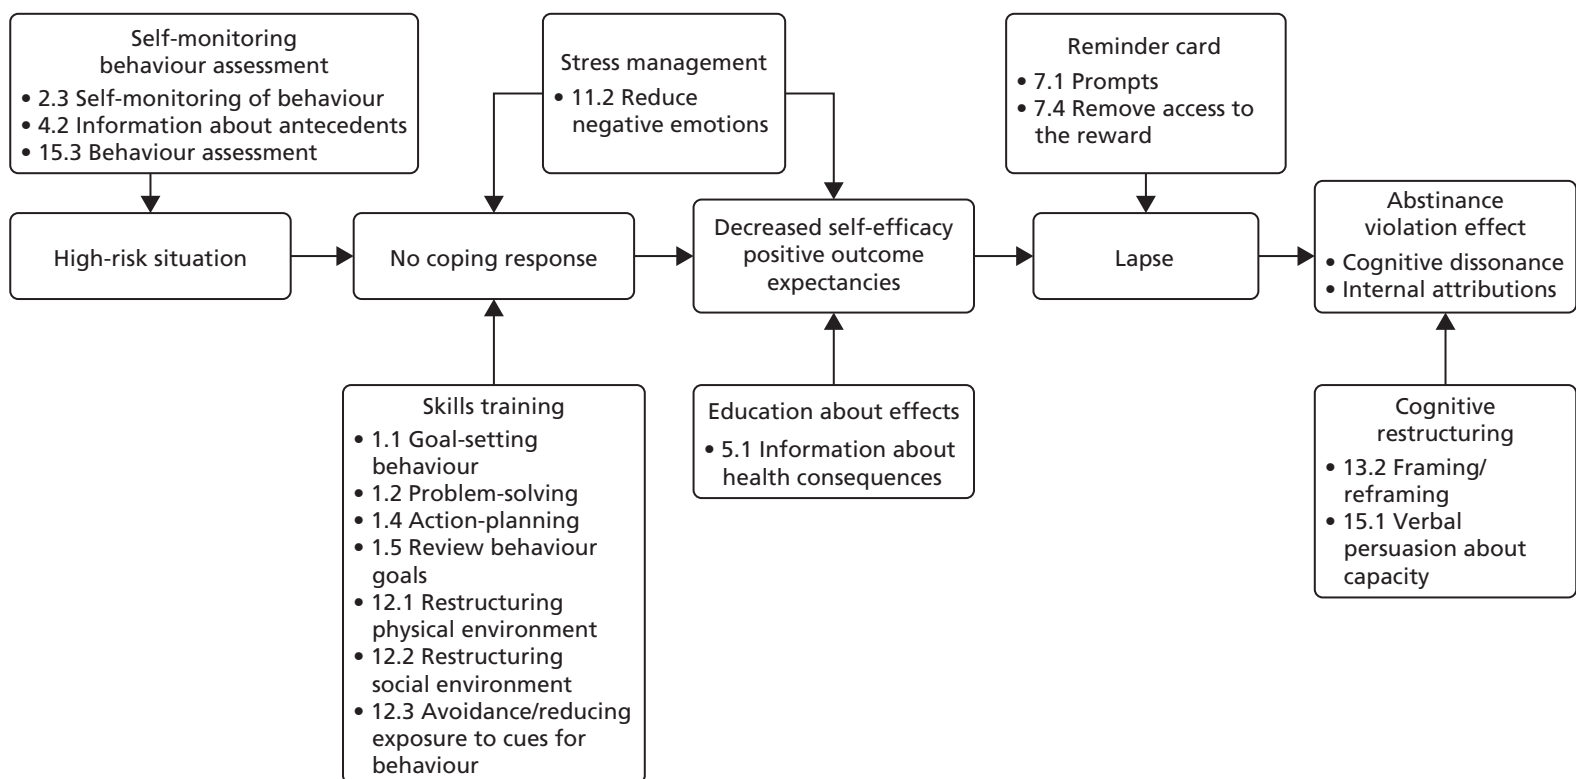 Self-monitoring
behaviour assessment
• 2.3 Self-monitoring of behaviour
• 4.2 Information about antecedents
• 15.3 Behaviour assessment
Stress management
• 11.2 Reduce
negative emotions
Reminder card
• 7.1 Prompts
• 7.4 Remove access to
the reward
High-risk situation
No coping response
Decreased self-efficacy
positive outcome
expectancies
Lapse
Abstinance
violation effect
• Cognitive dissonance
• Internal attributions
Skills training
• 1.1 Goal-setting
behaviour
• 1.2 Problem-solving
• 1.4 Action-planning
• 1.5 Review behaviour
goals
• 12.1 Restructuring
physical environment
• 12.2 Restructuring
social environment
• 12.3 Avoidance/reducing
exposure to cues for
behaviour
Education about effects
• 5.1 Information about
health consequences
Cognitive
restructuring
• 13.2 Framing/
reframing
• 15.1 Verbal
persuasion about
capacity